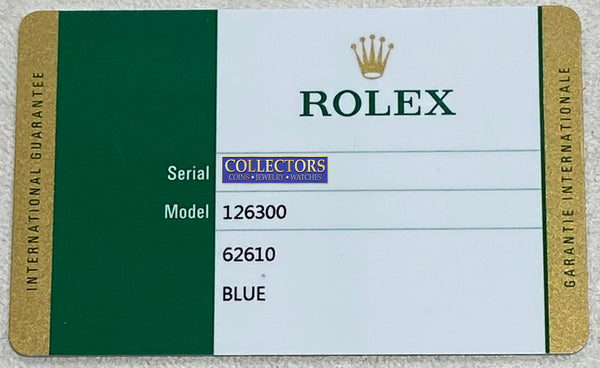 INTERNATIONAL GUARANTEE
ROLEX
Serial COLLECTORS
COINS • JEWELRY • WATCHES
Model 126300
62610
BLUE
GARANTIE INTERNATIONALE